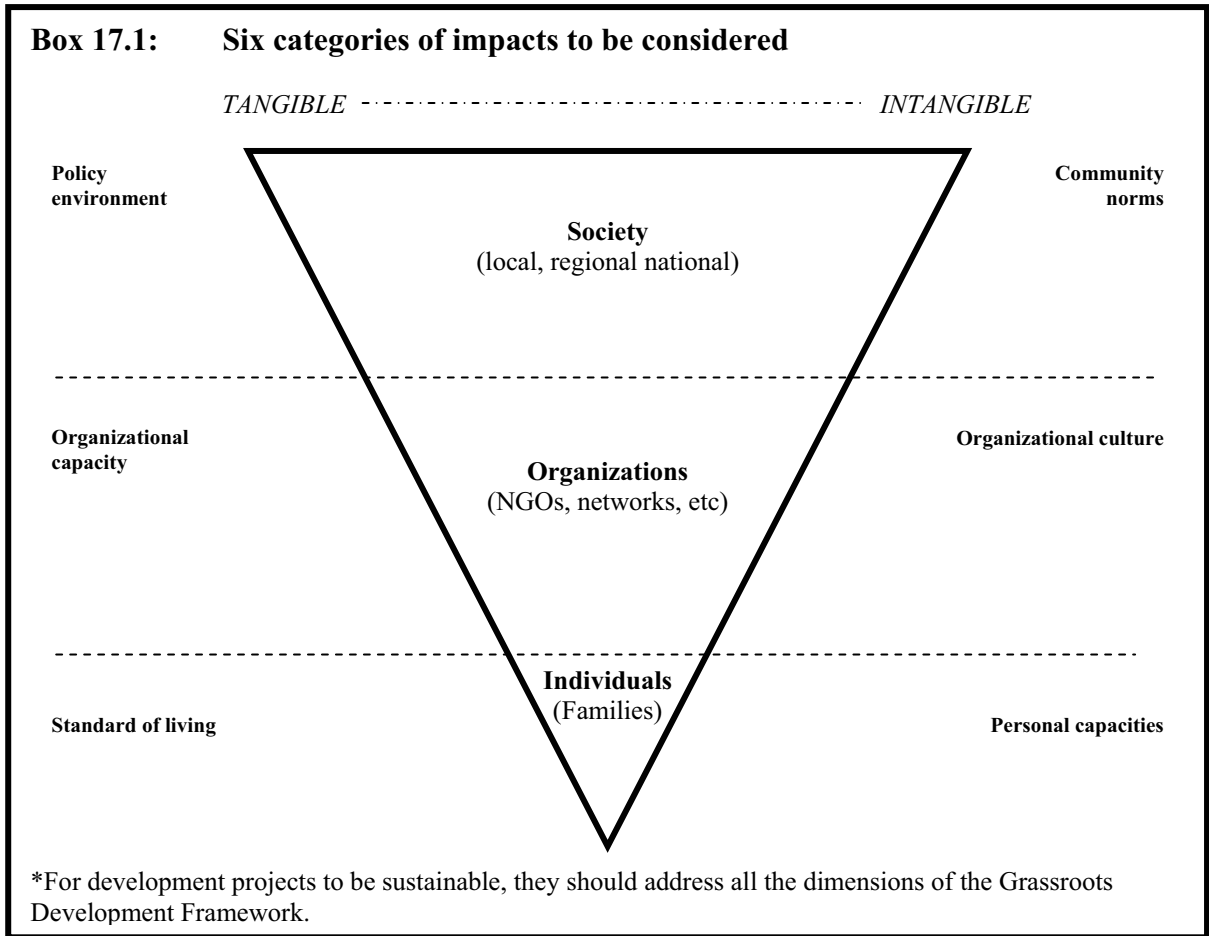 Box 17.1: Six categories of impacts to be considered
TANGIBLE INTANGIBLE
Policy
environment
Community
norms
Society
(local, regional national)
Organizational
capacity
Organizational culture
Organizations
(NGOs, networks, etc)
Individuals
(Families)
Standard of living
Personal capacities
*For development projects to be sustainable, they should address all the dimensions of the Grassroots
Development Framework.